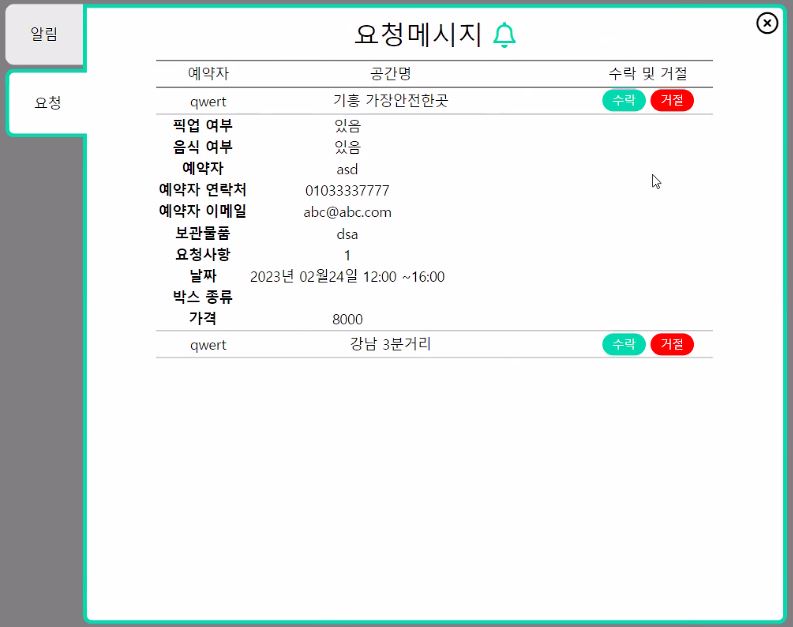 알림
요청
요청메시지
예약자 공간명 수락 및 거절
qwert 기흥 가장안전한곳 수락 거절
픽업 여부 있음
음식 여부 있음
예약자 asd
예약자 연락처 01033337777
예약자 이메일 abc@abc.com
보관물품 dsa
요청사항 1
날짜 2023년 02월24일 12:00 ~16:00
박스 종류
가격 8000
qwert 강남 3분거리 수락 거절